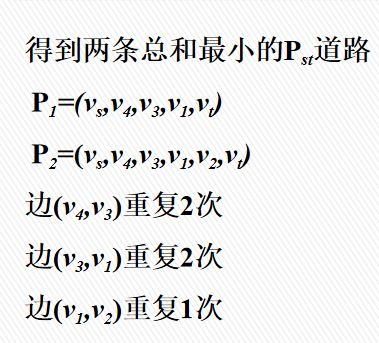 得到两条总和最小的Pst道路
P1=(vs,v4,v3,v1,vt)
P2=(vs,v4,v3,v1,v2,vt)
边(v4,v3)重复2次
边(v3,v1)重复2次
边(v1,v2)重复1次